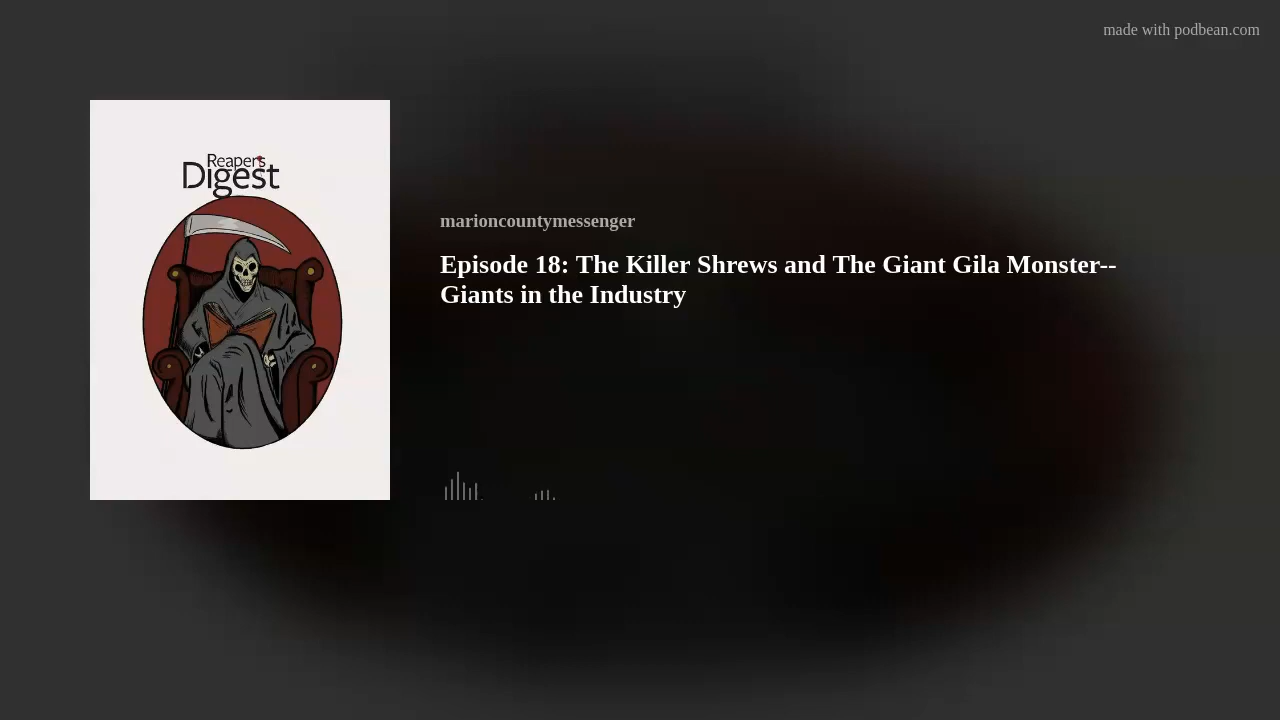 made with podbean.com
Reaper's
Digest
marioncountymessenger
Episode 18: The Killer Shrews and The Giant Gila Monster--
Giants in the Industry